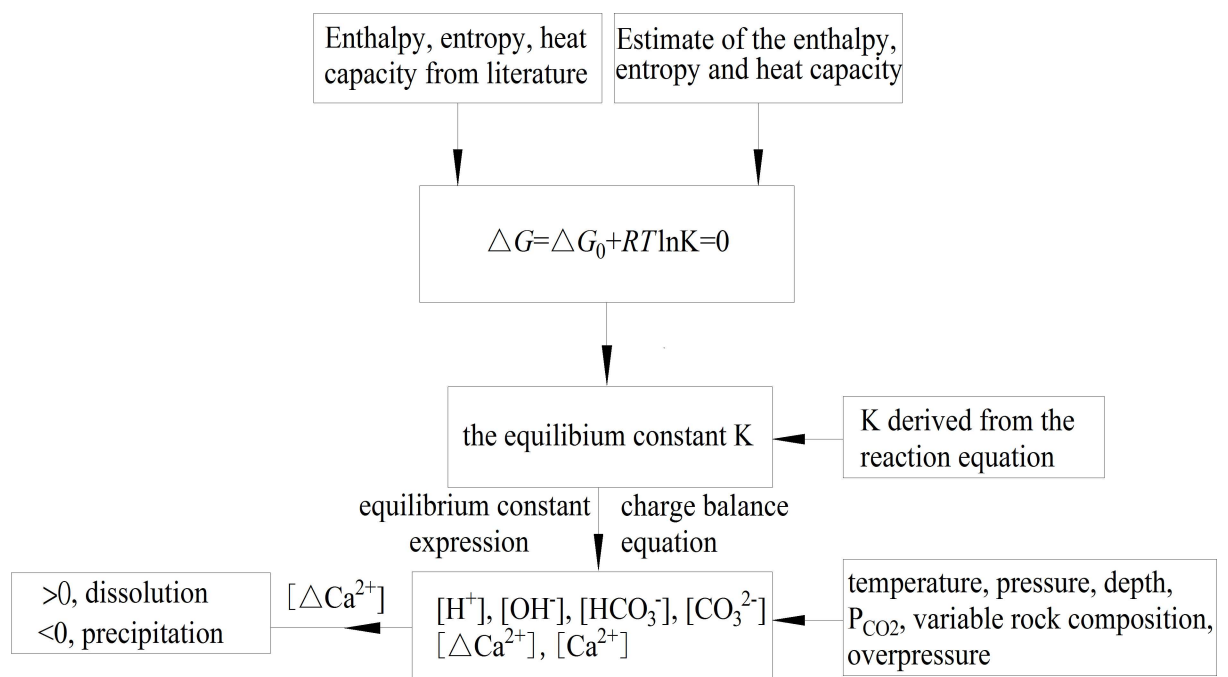 Enthalpy, entropy, heat
capacity from literature
Estimate of the enthalpy,
entropy and heat capacity
△G=△G₀+RTlnK=0
the equilibium constant K
K derived from the
reaction equation
equilibrium constant
expression
charge balance
equation
>0, dissolution
<0, precipitation
[△Ca²⁺]
[H⁺], [OH⁻], [HCO₃⁻], [CO₃²⁻]
[△Ca²⁺], [Ca²⁺]
temperature, pressure, depth,
P_CO2, variable rock composition,
overpressure